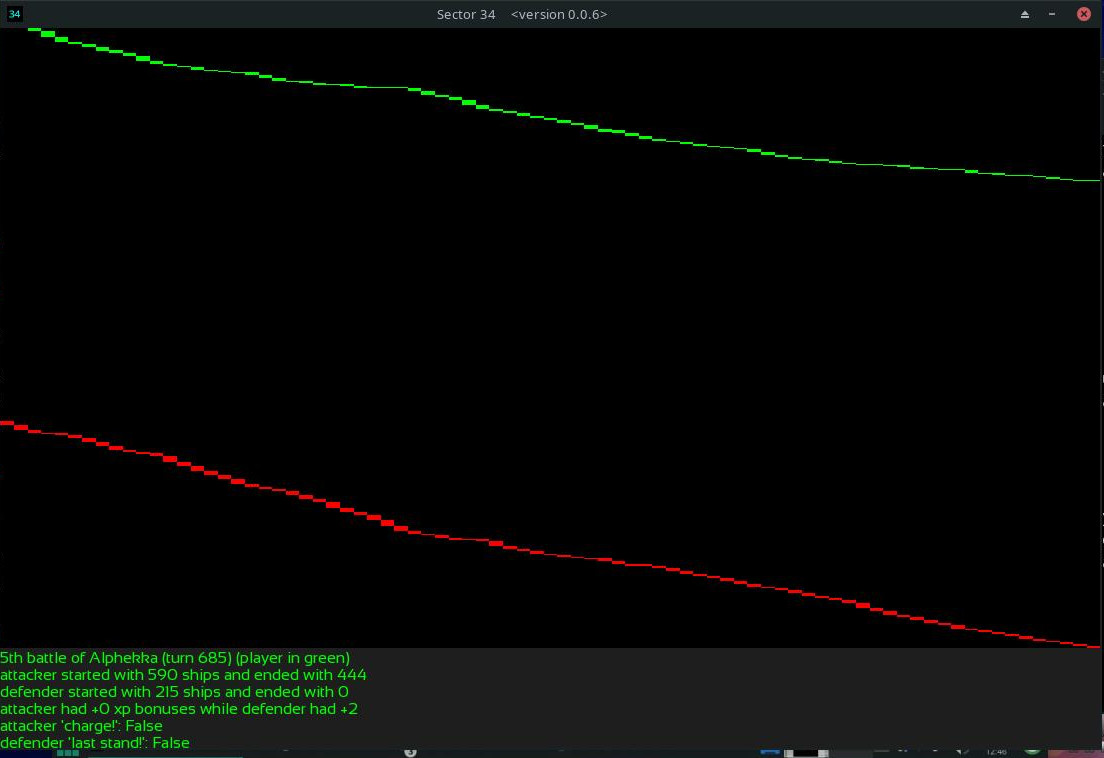 34
Sector 34 <version 0.0.6>
5th battle of Alphekka (turn 685) (player in green)
attacker started with 590 ships and ended with 444
defender started with 215 ships and ended with 0
attacker had +0 xp bonuses while defender had +2
attacker 'charge!': False
defender 'last stand!': False
12:46